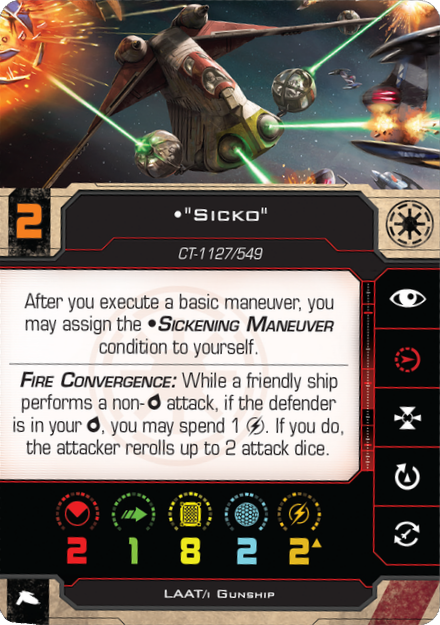 2
•"Sicko"
CT-1127/549
After you execute a basic maneuver, you
may assign the •Sickening Maneuver
condition to yourself.
Fire Convergence: While a friendly ship
performs a non- attack, if the defender
is in your , you may spend 1 . If you do,
the attacker rerolls up to 2 attack dice.
2 1 8 2 2
LAAT/i Gunship